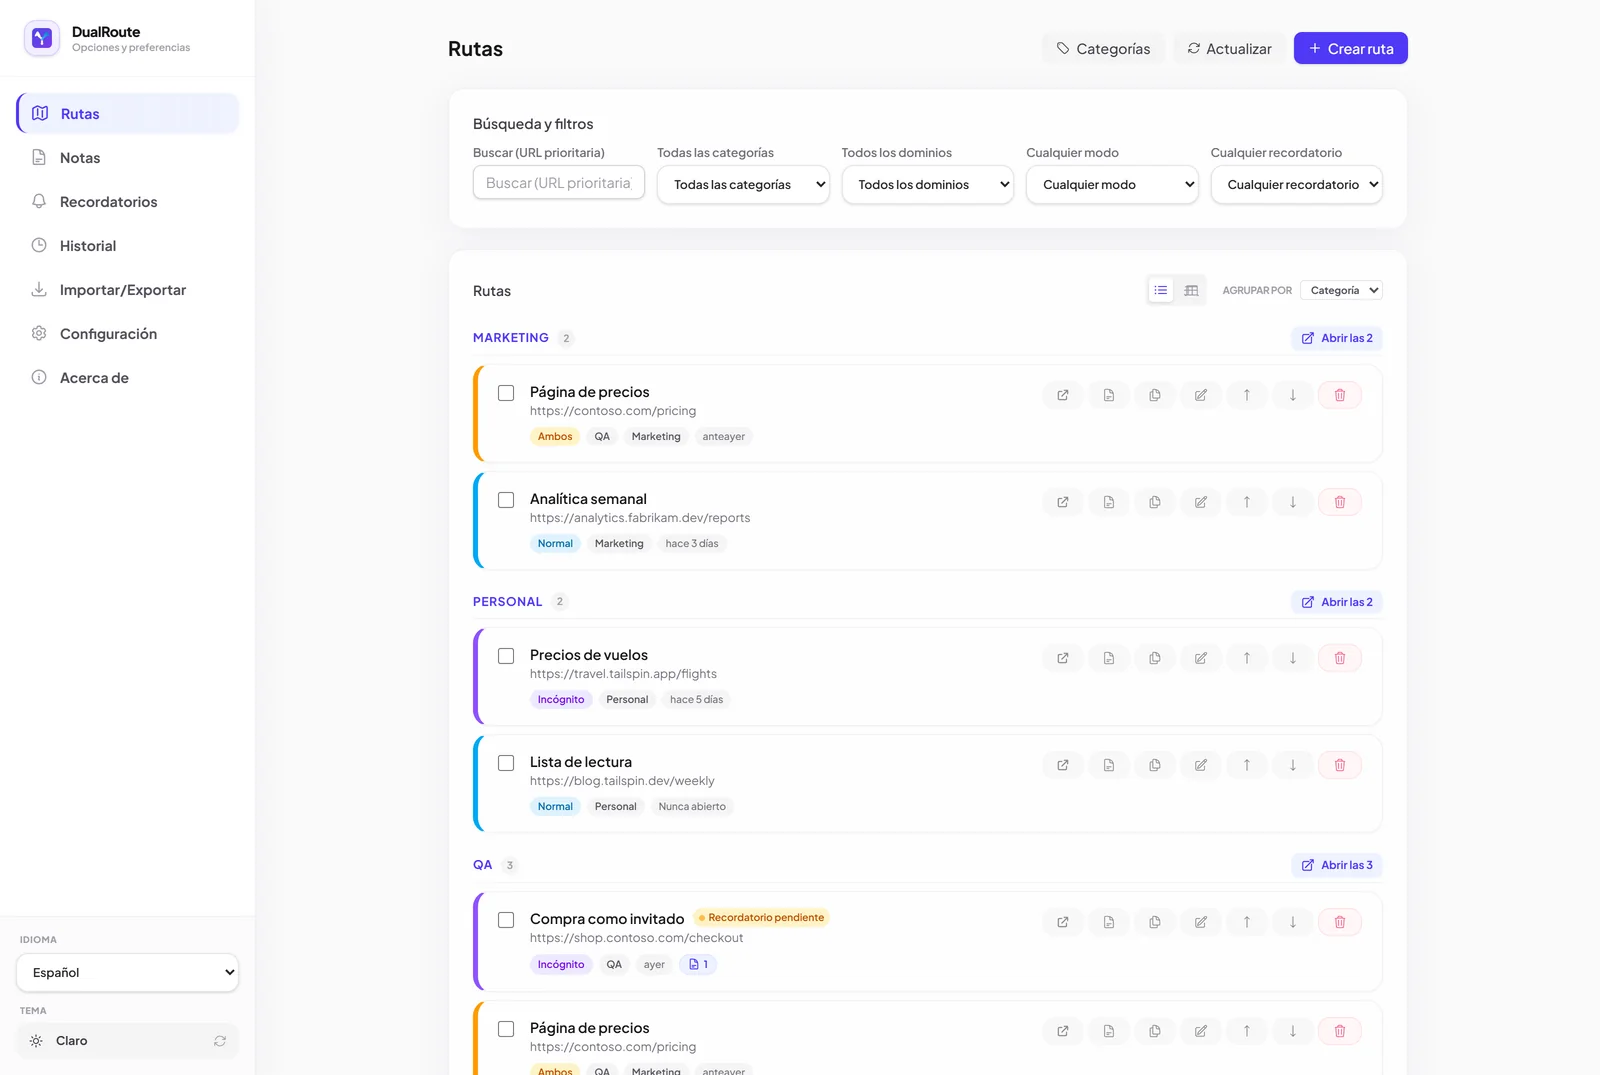 DualRoute
Opciones y preferencias
Rutas
Notas
Recordatorios
Historial
Importar/Exportar
Configuración
Acerca de
IDIOMA
Español
TEMA
Claro
Rutas
Categorías
Actualizar
Crear ruta
Búsqueda y filtros
Buscar (URL prioritaria)
Todas las categorías
Todos los dominios
Cualquier modo
Cualquier recordatorio
Buscar (URL prioritaria)
Todas las categorías
Todos los dominios
Cualquier modo
Cualquier recordatorio
Rutas
AGRUPAR POR
Categoría
MARKETING 2
Abrir las 2
Página de precios
https://contoso.com/pricing
Ambos QA Marketing anteayer
Analítica semanal
https://analytics.fabrikam.dev/reports
Normal Marketing hace 3 días
PERSONAL 2
Abrir las 2
Precios de vuelos
https://travel.tailspin.app/flights
Incógnito Personal hace 5 días
Lista de lectura
https://blog.tailspin.dev/weekly
Normal Personal Nunca abierto
QA 3
Abrir las 3
Compra como invitado Recordatorio pendiente
https://shop.contoso.com/checkout
Incógnito QA ayer 1
Página de precios
https://contoso.com/pricing
Ambos QA Marketing anteayer